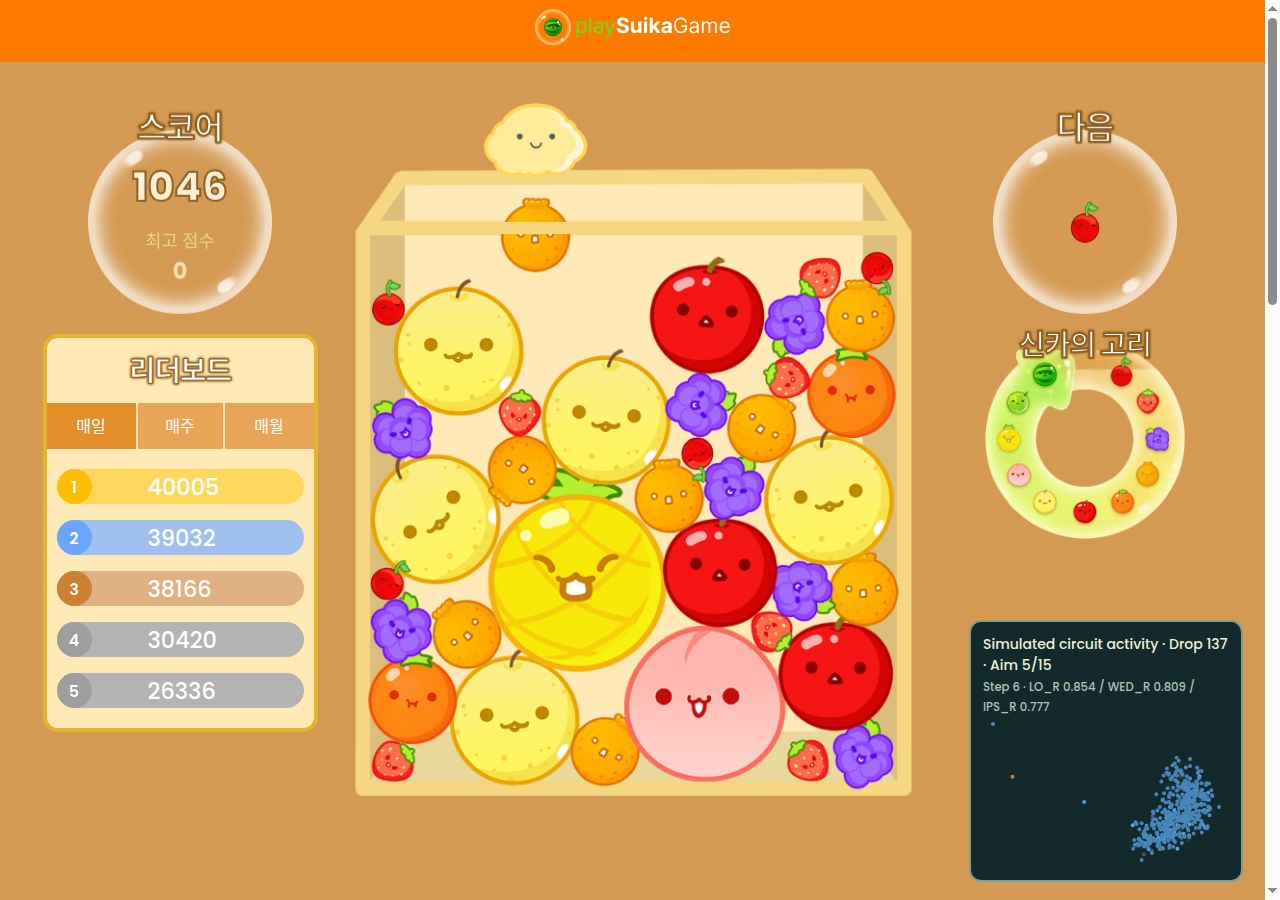 playSuikaGame
스코어
1046
최고 점수
0
리더보드
매일 매주 매월
1 40005
2 39032
3 38166
4 30420
5 26336
다음
신카의 고리
Simulated circuit activity · Drop 137
· Aim 5/15
Step 6 · LO_R 0.854 / WED_R 0.809 /
IPS_R 0.777